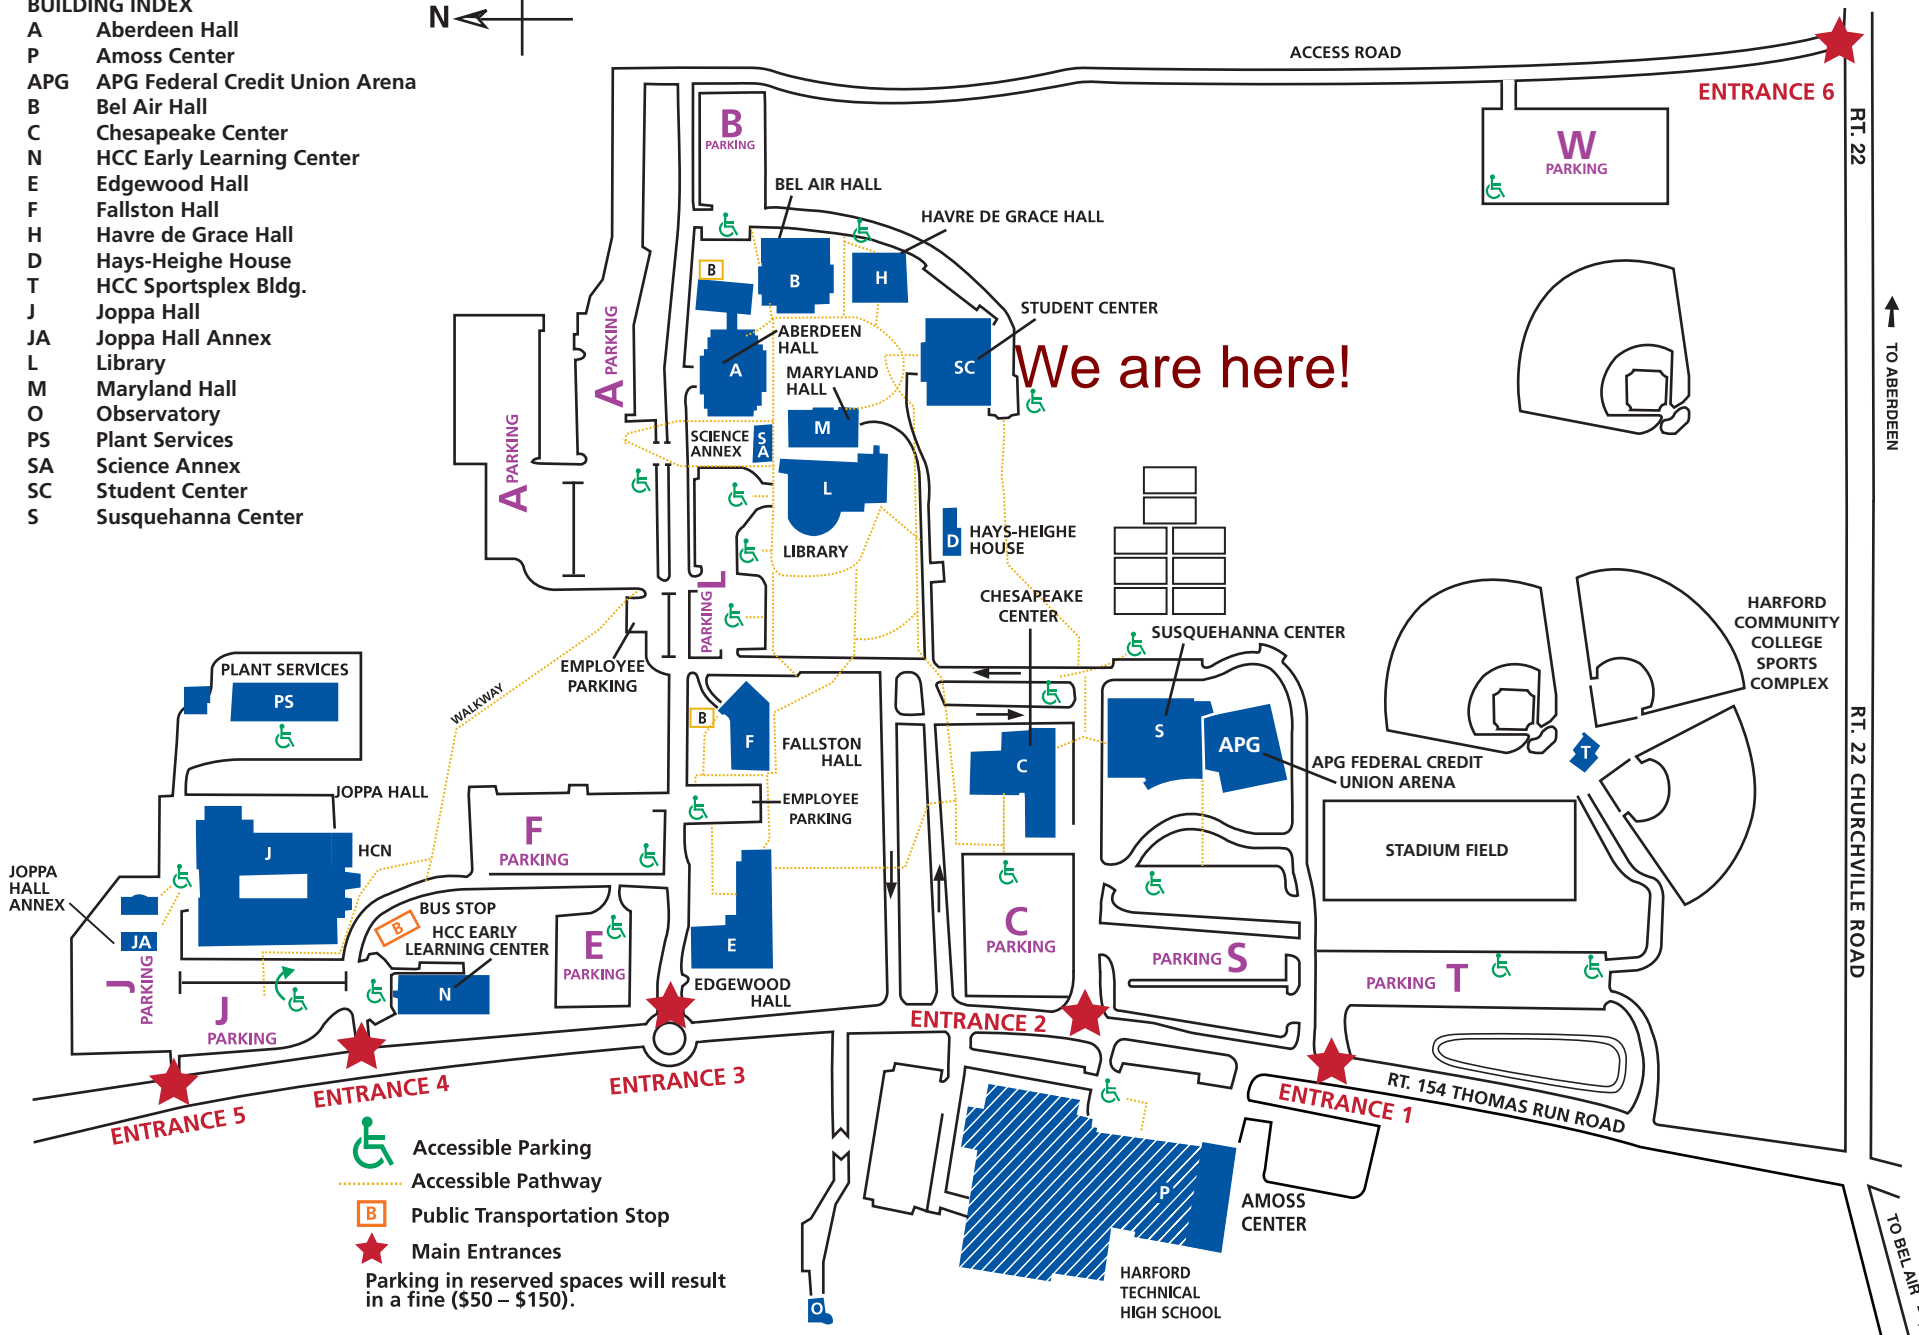 BUILDING INDEX
A Aberdeen Hall
P Amoss Center
APG APG Federal Credit Union Arena
B Bel Air Hall
C Chesapeake Center
N HCC Early Learning Center
E Edgewood Hall
F Fallston Hall
H Havre de Grace Hall
D Hays-Heighe House
T HCC Sportsplex Bldg.
J Joppa Hall
JA Joppa Hall Annex
L Library
M Maryland Hall
O Observatory
PS Plant Services
SA Science Annex
SC Student Center
S Susquehanna Center
N
ACCESS ROAD
ENTRANCE 6
RT. 22
B
PARKING
W
PARKING
BEL AIR HALL
HAVRE DE GRACE HALL
B
B
H
STUDENT CENTER
A PARKING
ABERDEEN
HALL
A
MARYLAND
HALL
SC
We are here!
TO ABERDEEN
A PARKING
SCIENCE
ANNEX
S
A
M
L
LIBRARY
D
HAYS-HEIGHE
HOUSE
PARKING L
CHESAPEAKE
CENTER
SUSQUEHANNA CENTER
HARFORD
COMMUNITY
COLLEGE
SPORTS
COMPLEX
EMPLOYEE
PARKING
PLANT SERVICES
PS
WALKWAY
B
F
FALLSTON
HALL
C
S
APG
APG FEDERAL CREDIT
UNION ARENA
T
RT. 22 CHURCHVILLE ROAD
JOPPA HALL
EMPLOYEE
PARKING
F
PARKING
J
HCN
STADIUM FIELD
JOPPA
HALL
ANNEX
JA
BUS STOP
B
HCC EARLY
LEARNING CENTER
N
E
PARKING
E
EDGEWOOD
HALL
C
PARKING
PARKING S
PARKING T
J
PARKING
J
PARKING
ENTRANCE 2
ENTRANCE 5
ENTRANCE 4
ENTRANCE 3
ENTRANCE 1
RT. 154 THOMAS RUN ROAD
Accessible Parking
Accessible Pathway
B Public Transportation Stop
Main Entrances
Parking in reserved spaces will result
in a fine ($50 – $150).
O
P
AMOSS
CENTER
HARFORD
TECHNICAL
HIGH SCHOOL
TO BEL AIR